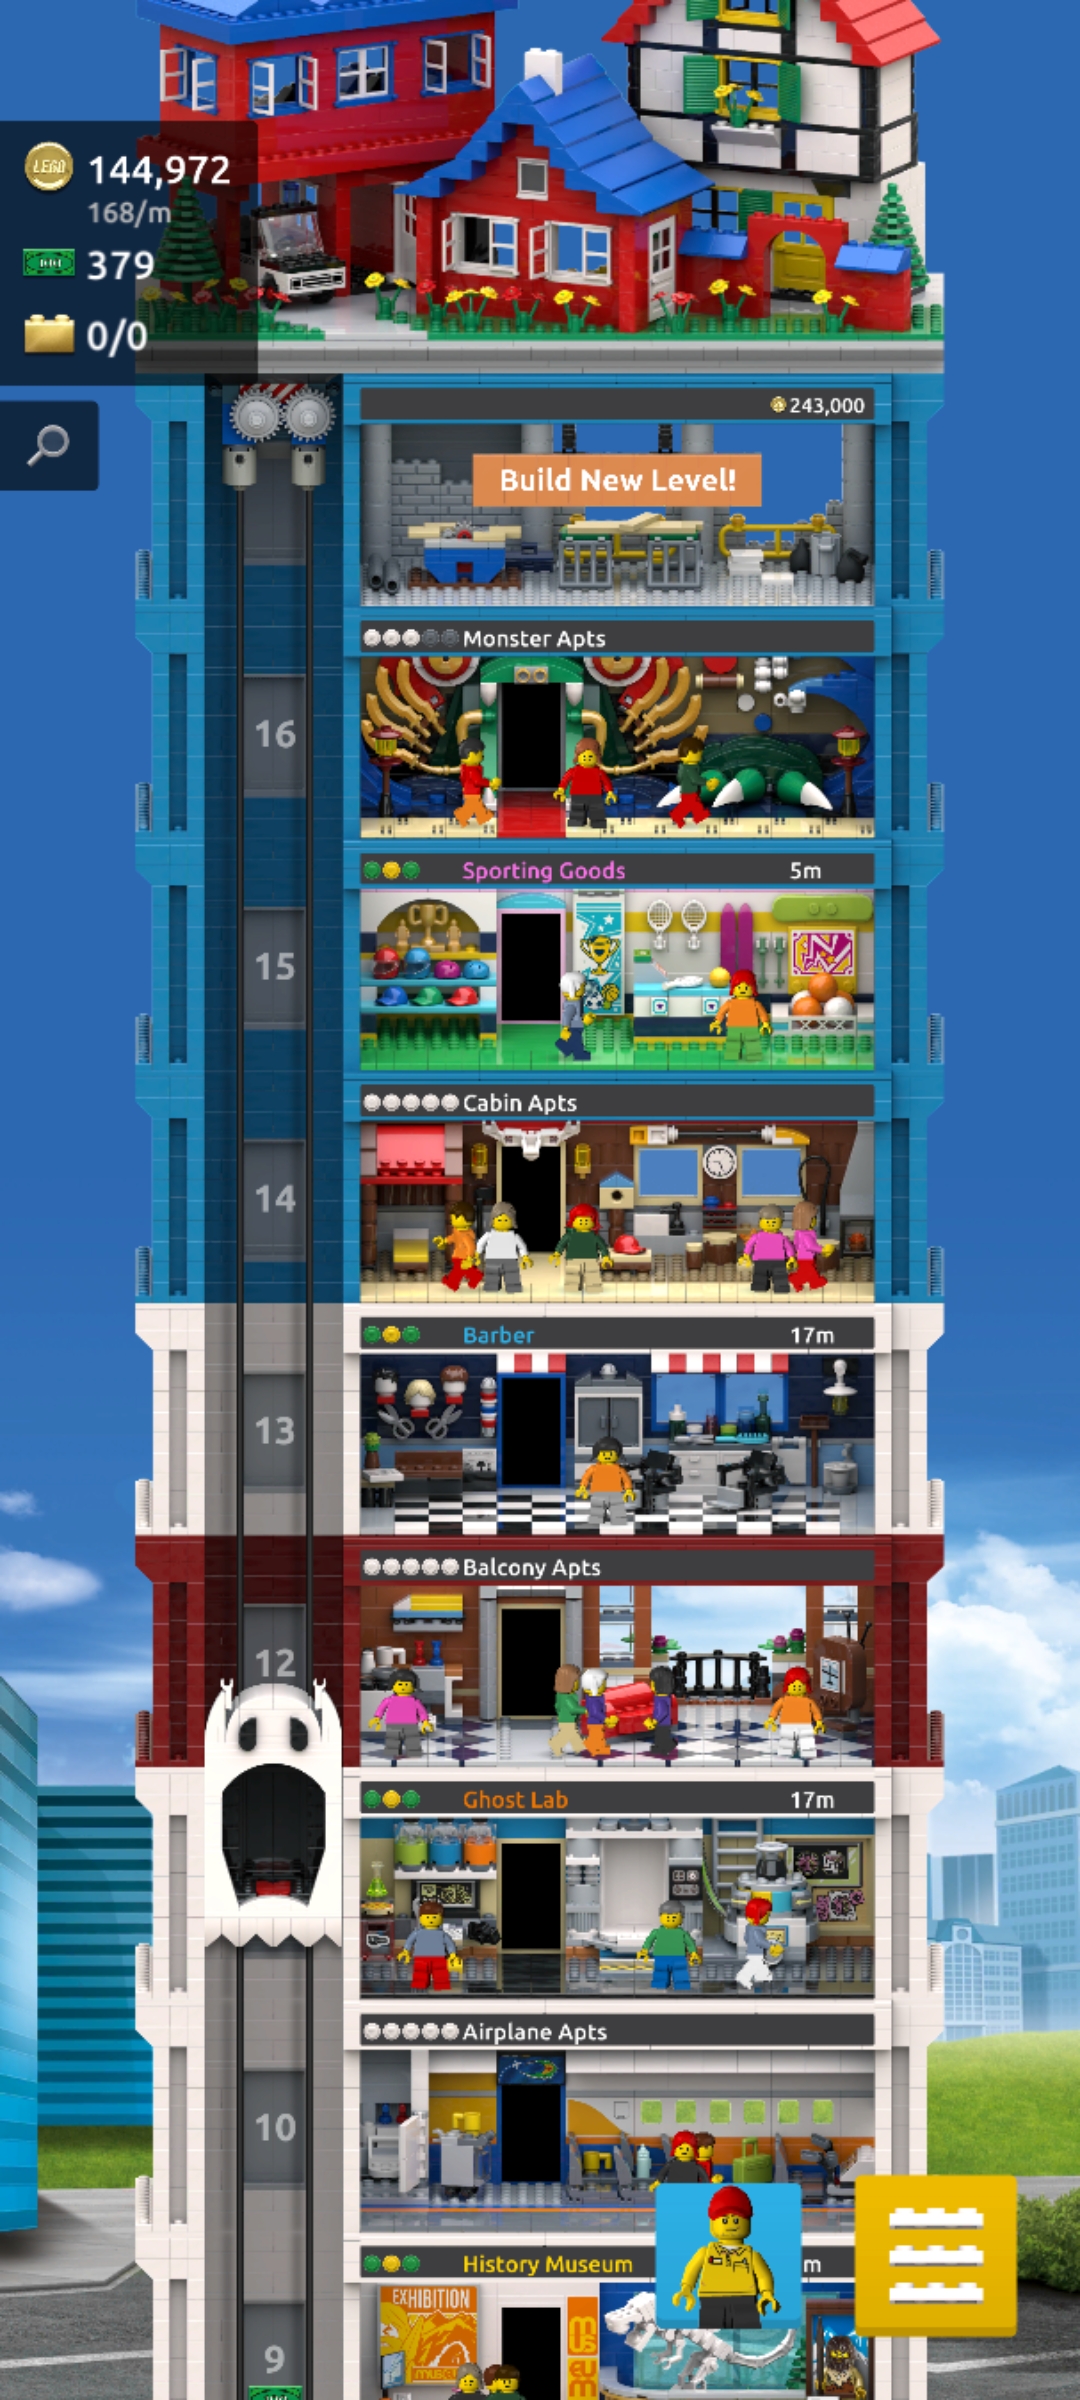 LEGO 144,972
168/m
379
0/0
243,000
Build New Level!
Monster Apts
16
Sporting Goods 5m
15
Cabin Apts
14
Barber 17m
13
Balcony Apts
12
Ghost Lab 17m
Airplane Apts
10
History Museum m
EXHIBITION
9